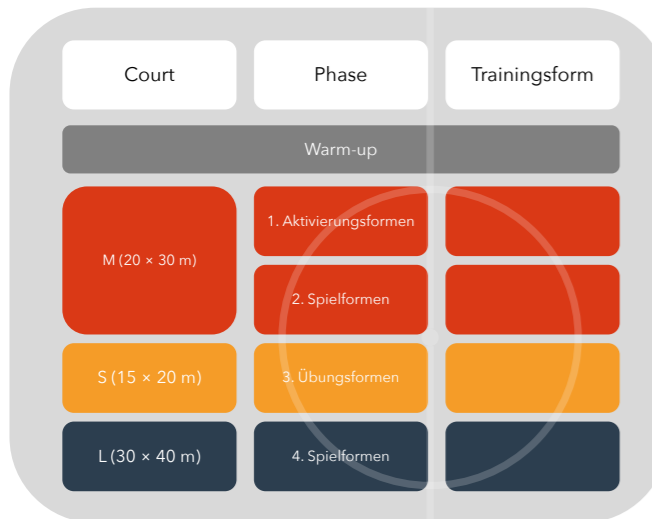 Court Phase Trainingsform
Warm-up
M (20 × 30 m)
1. Aktivierungsformen
2. Spielformen
S (15 × 20 m) 3. Übungsformen
L (30 × 40 m) 4. Spielformen